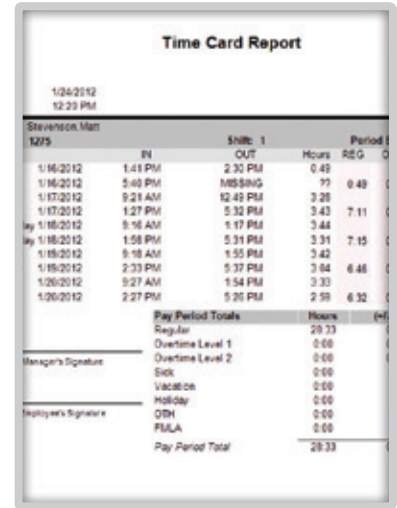 Time Card Report
1/24/2012
12:20 PM
Stevenson, Matt
1275 Shift: 1 Period
IN OUT Hours REG
1/16/2012 1:41 PM 2:30 PM 0:49
1/16/2012 5:40 PM MISSING ?? 0:49
1/17/2012 9:21 AM 12:49 PM 3:28
1/17/2012 1:27 PM 5:32 PM 3:43 7:11
1/18/2012 9:16 AM 1:17 PM 3:44
1/18/2012 1:58 PM 5:31 PM 3:31 7:15
1/19/2012 9:18 AM 1:55 PM 3:42
1/19/2012 2:33 PM 5:37 PM 3:04 6:46
1/20/2012 9:27 AM 1:54 PM 3:33
1/20/2012 2:27 PM 5:26 PM 2:59 6:32
Pay Period Totals Hours
Regular 28:33
Overtime Level 1 0:00
Overtime Level 2 0:00
Manager's Signature
Sick 0:00
Vacation 0:00
Holiday 0:00
Employee's Signature
OTH 0:00
FMLA 0:00
Pay Period Total 28:33